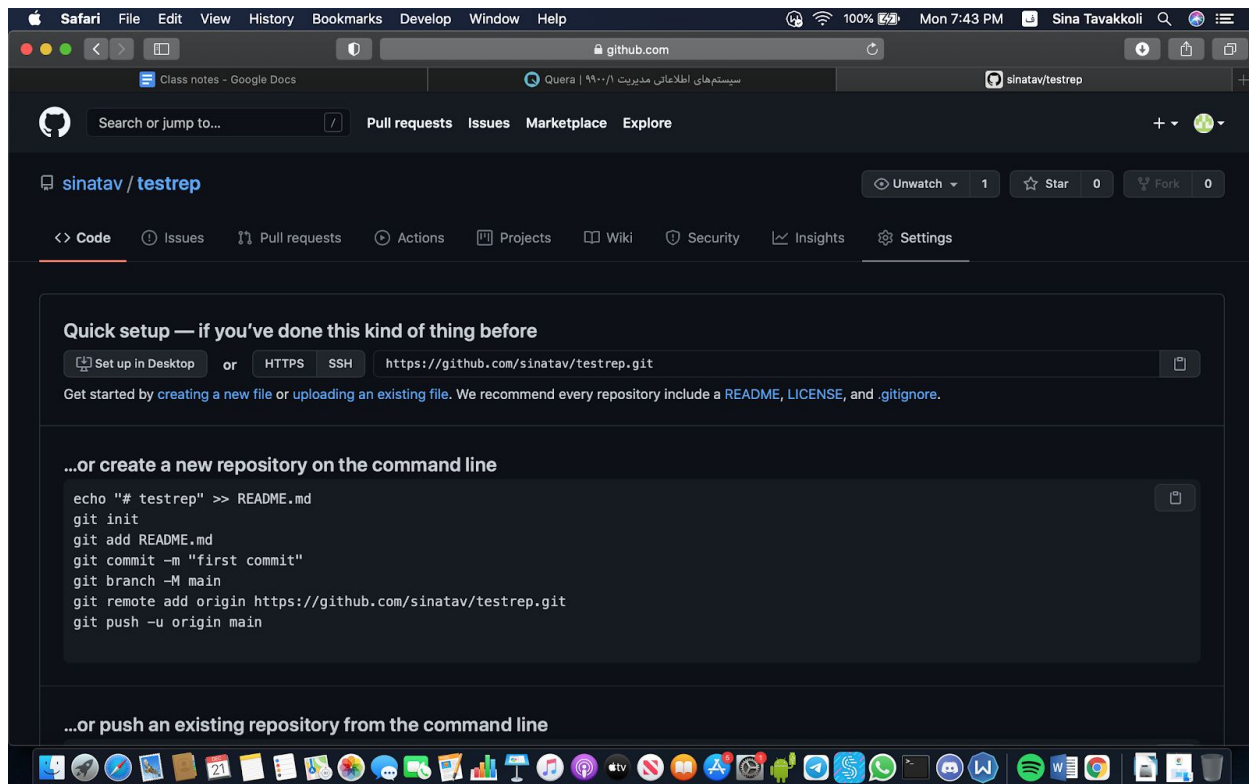 Safari File Edit View History Bookmarks Develop Window Help 100% Mon 7:43 PM ف Sina Tavakkoli
github.com
Class notes - Google Docs
Quera | سیستم‌های اطلاعاتی مدیریت ۹۹۰۰/۱
sinatav/testrep
Search or jump to... / Pull requests Issues Marketplace Explore
sinatav / testrep Unwatch 1 Star 0 Fork 0
<> Code Issues Pull requests Actions Projects Wiki Security Insights Settings
Quick setup — if you've done this kind of thing before
Set up in Desktop or HTTPS SSH https://github.com/sinatav/testrep.git
Get started by creating a new file or uploading an existing file. We recommend every repository include a README, LICENSE, and .gitignore.
...or create a new repository on the command line
echo "# testrep" >> README.md
git init
git add README.md
git commit -m "first commit"
git branch -M main
git remote add origin https://github.com/sinatav/testrep.git
git push -u origin main
...or push an existing repository from the command line
DEC
21
tv
5
1
W